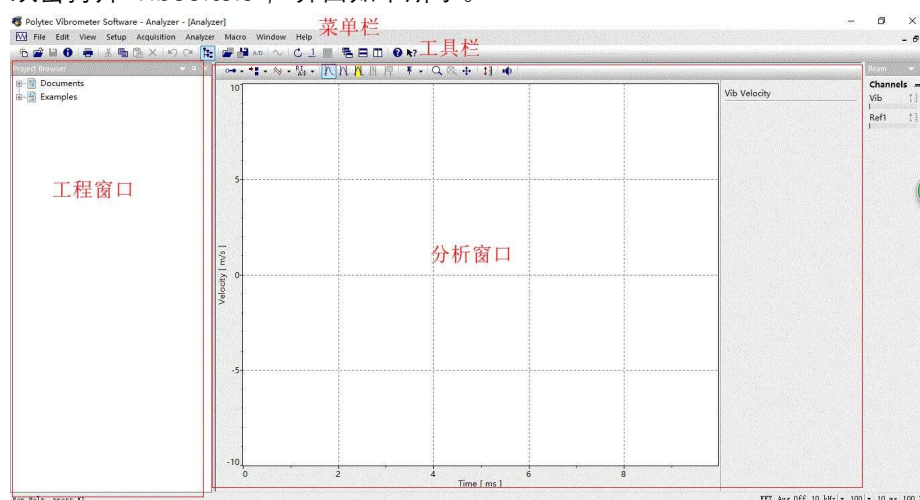 Polytec Vibrometer Software - Analyzer - [Analyzer]
菜单栏
File Edit View Setup Acquisition Analyzer Macro Window Help
工具栏
A/D
Project Browser
Documents
Examples
工程窗口
Vib Velocity
Beam
Channels
Vib
Ref1
分析窗口
Velocity [ m/s ]
10
5
0
-5
-10
0 2 4 6 8
Time [ ms ]